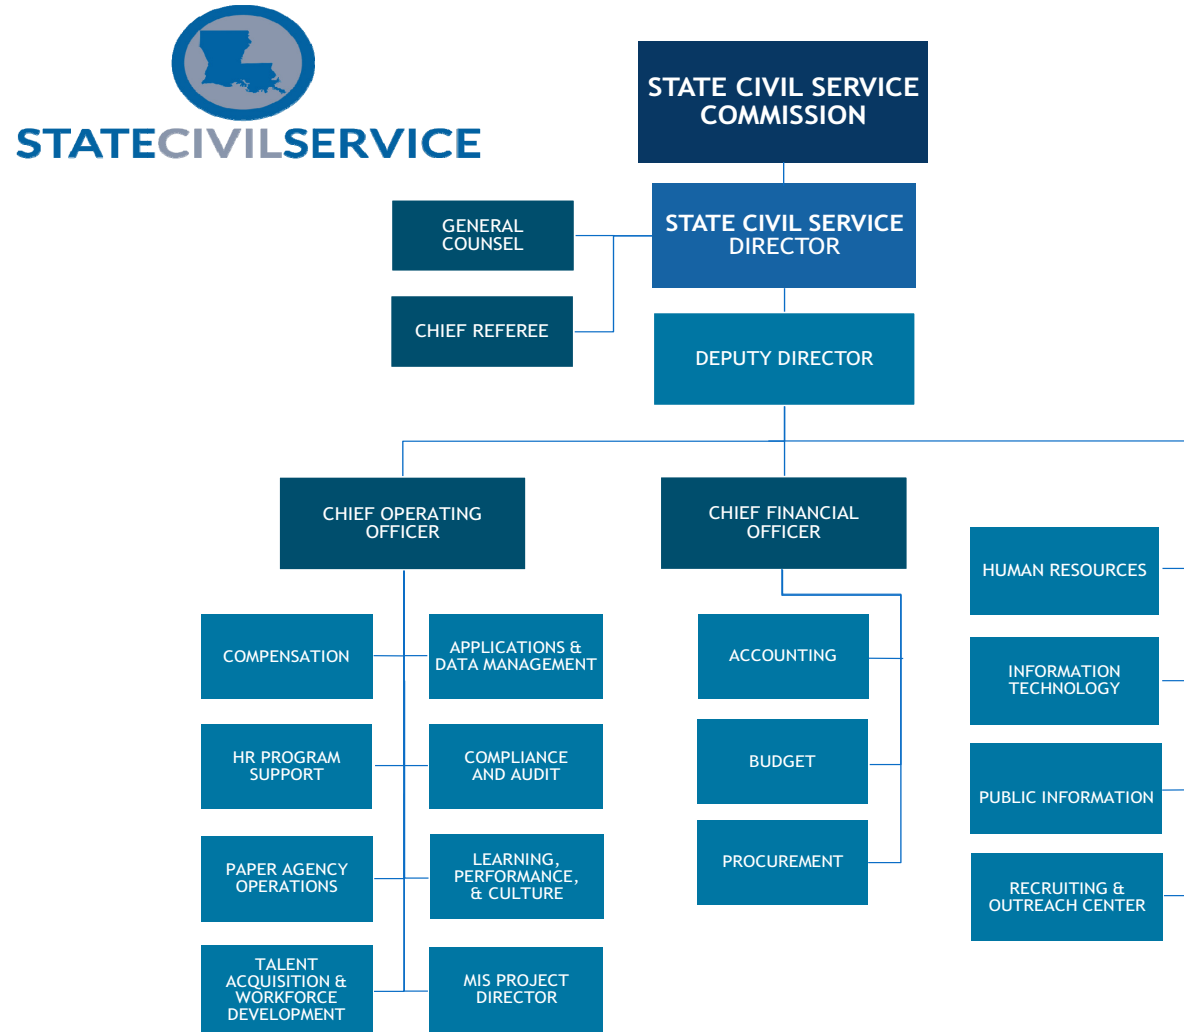 STATECIVILSERVICE
STATE CIVIL SERVICE
COMMISSION
GENERAL
COUNSEL
STATE CIVIL SERVICE
DIRECTOR
CHIEF REFEREE
DEPUTY DIRECTOR
CHIEF OPERATING
OFFICER
CHIEF FINANCIAL
OFFICER
HUMAN RESOURCES
COMPENSATION
APPLICATIONS &
DATA MANAGEMENT
ACCOUNTING
INFORMATION
TECHNOLOGY
HR PROGRAM
SUPPORT
COMPLIANCE
AND AUDIT
BUDGET
PUBLIC INFORMATION
PAPER AGENCY
OPERATIONS
LEARNING,
PERFORMANCE,
& CULTURE
PROCUREMENT
RECRUITING &
OUTREACH CENTER
TALENT
ACQUISITION &
WORKFORCE
DEVELOPMENT
MIS PROJECT
DIRECTOR